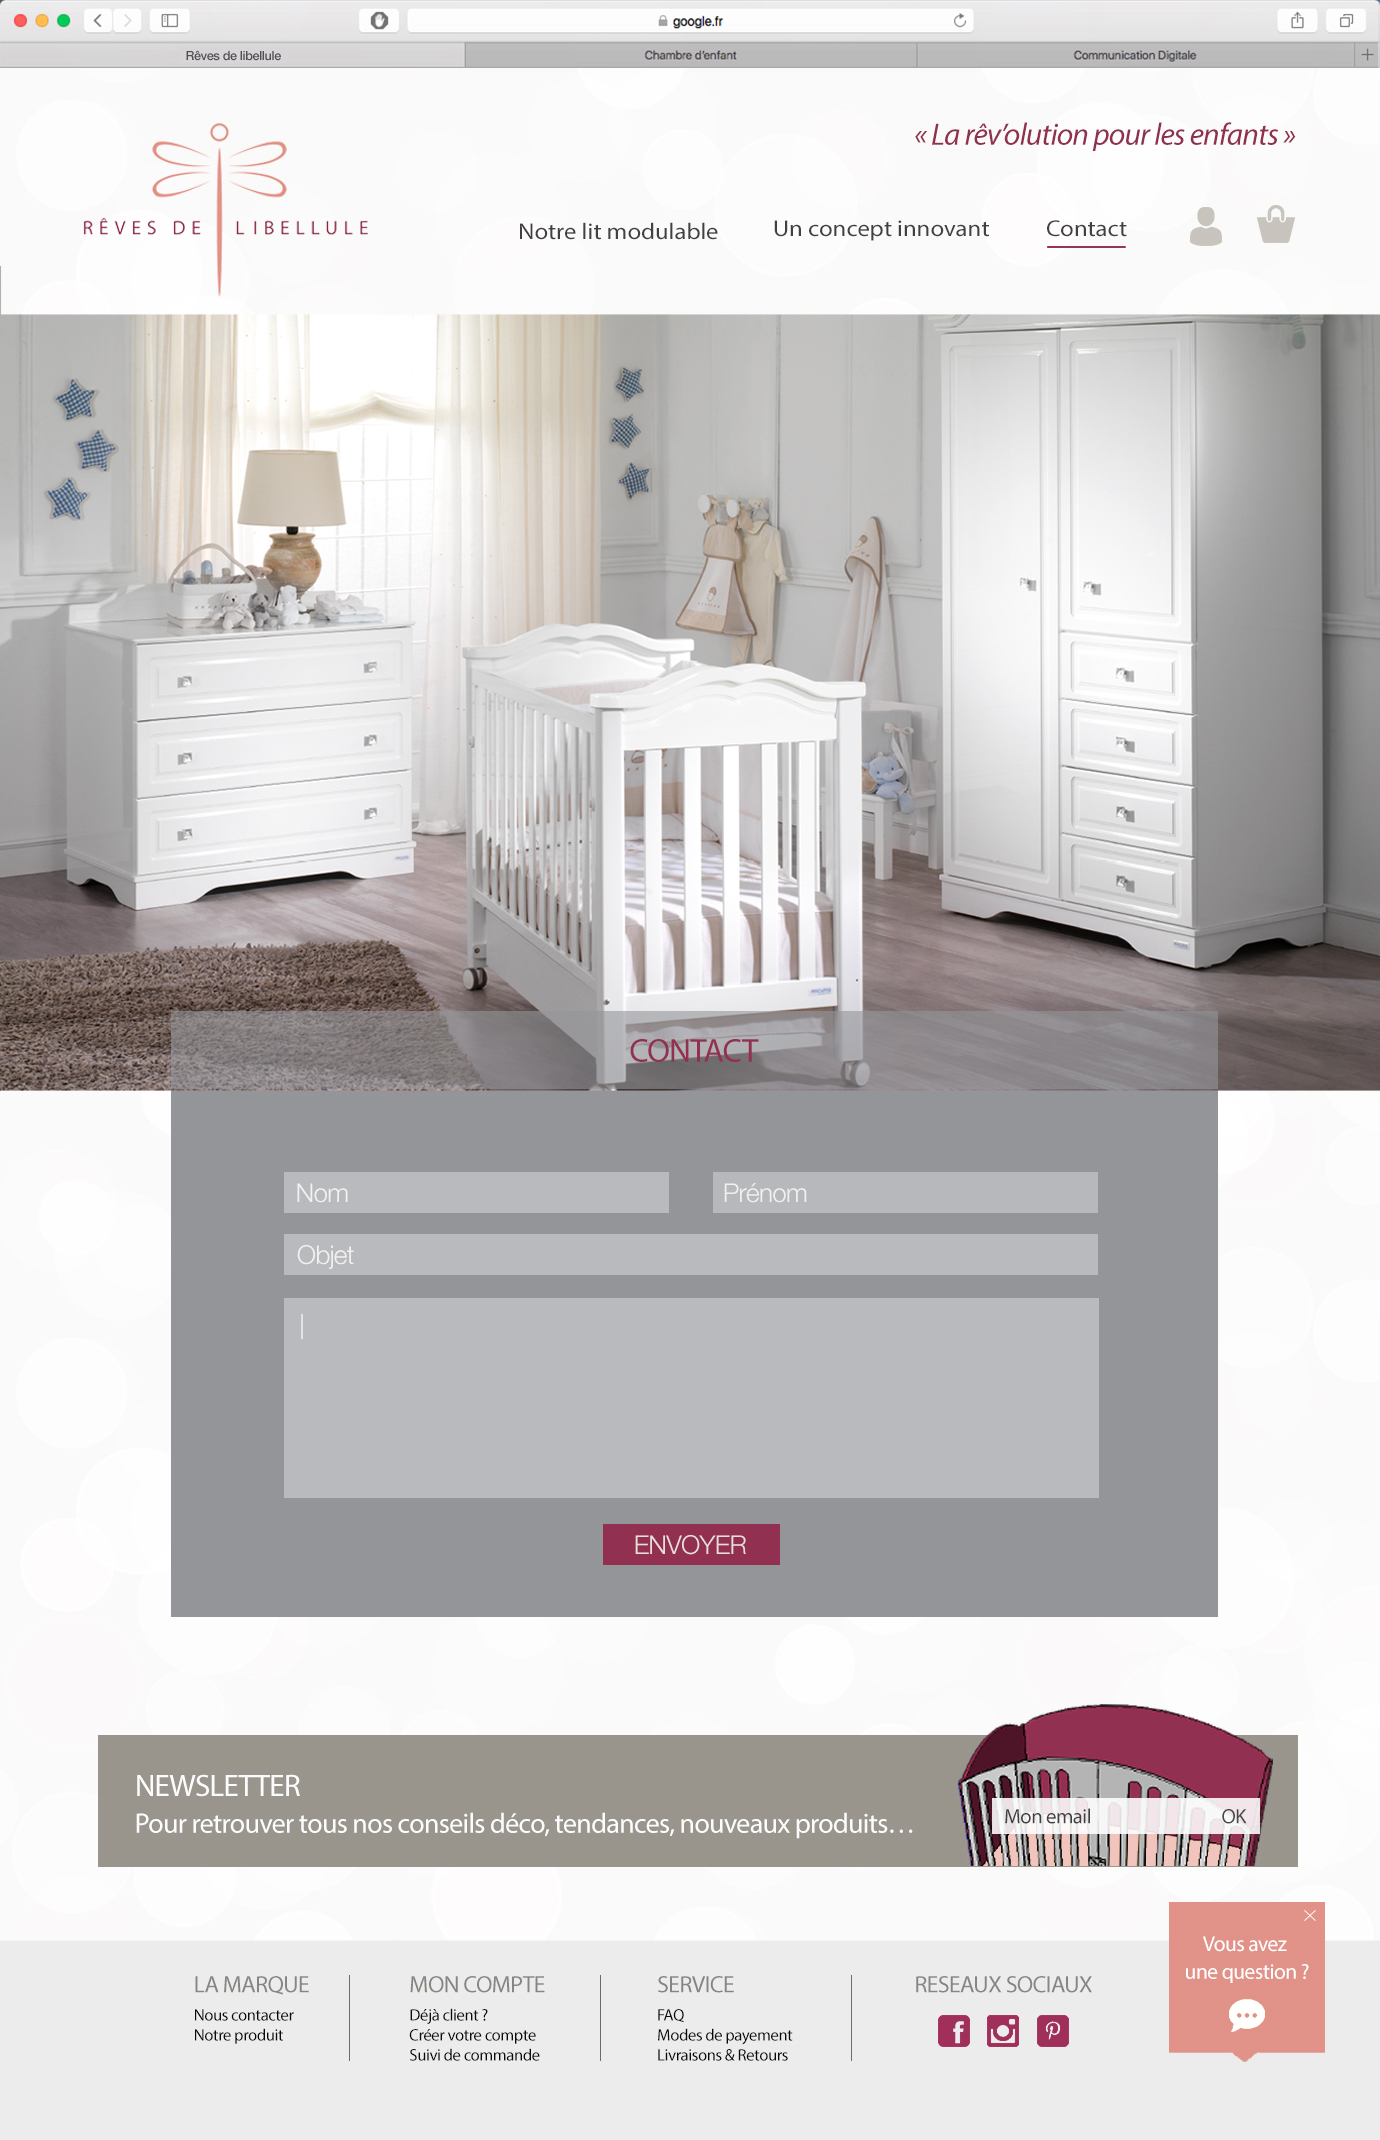 google.fr
Rêves de libellule
Chambre d'enfant
Communication Digitale
« La rêv'olution pour les enfants »
RÊVES DE LIBELLULE
Notre lit modulable
Un concept innovant
Contact
CONTACT
Nom
Prénom
Objet
ENVOYER
NEWSLETTER
Pour retrouver tous nos conseils déco, tendances, nouveaux produits…
Mon email
OK
Vous avez
une question ?
LA MARQUE
Nous contacter
Notre produit
MON COMPTE
Déjà client ?
Créer votre compte
Suivi de commande
SERVICE
FAQ
Modes de payement
Livraisons & Retours
RESEAUX SOCIAUX